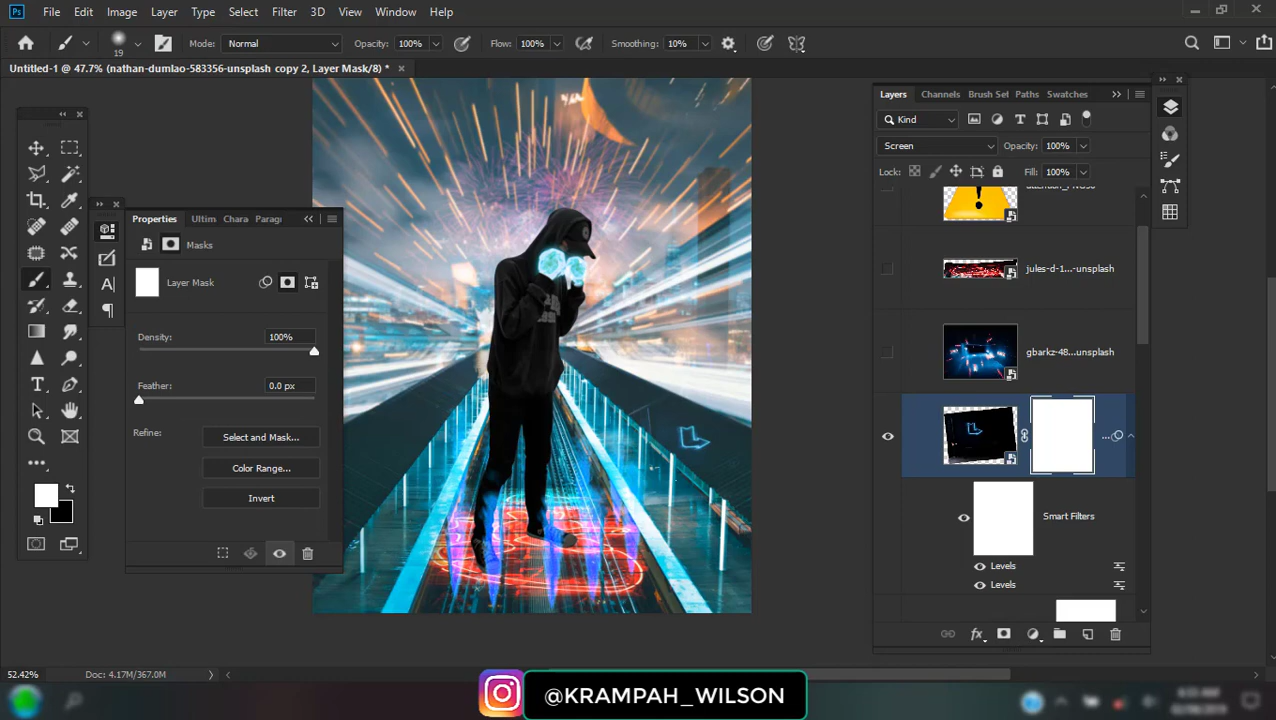 Ps File Edit Image Layer Type Select Filter 3D View Window Help
19 Mode: Normal Opacity: 100% Flow: 100% Smoothing: 10%
Untitled-1 @ 47.7% (nathan-dumlao-583356-unsplash copy 2, Layer Mask/8) *
Properties Ultim Chara Paragı
Masks
Layer Mask
Density: 100%
Feather: 0.0 px
Refine: Select and Mask...
Color Range...
Invert
Layers Channels Brush Set Paths Swatches
Kind
Screen Opacity: 100%
Lock: Fill: 100%
jules-d-1...-unsplash
gbarkz-48...unsplash
...
Smart Filters
Levels
Levels
52.42% Doc: 4.17M/367.0M
@KRAMPAH_WILSON